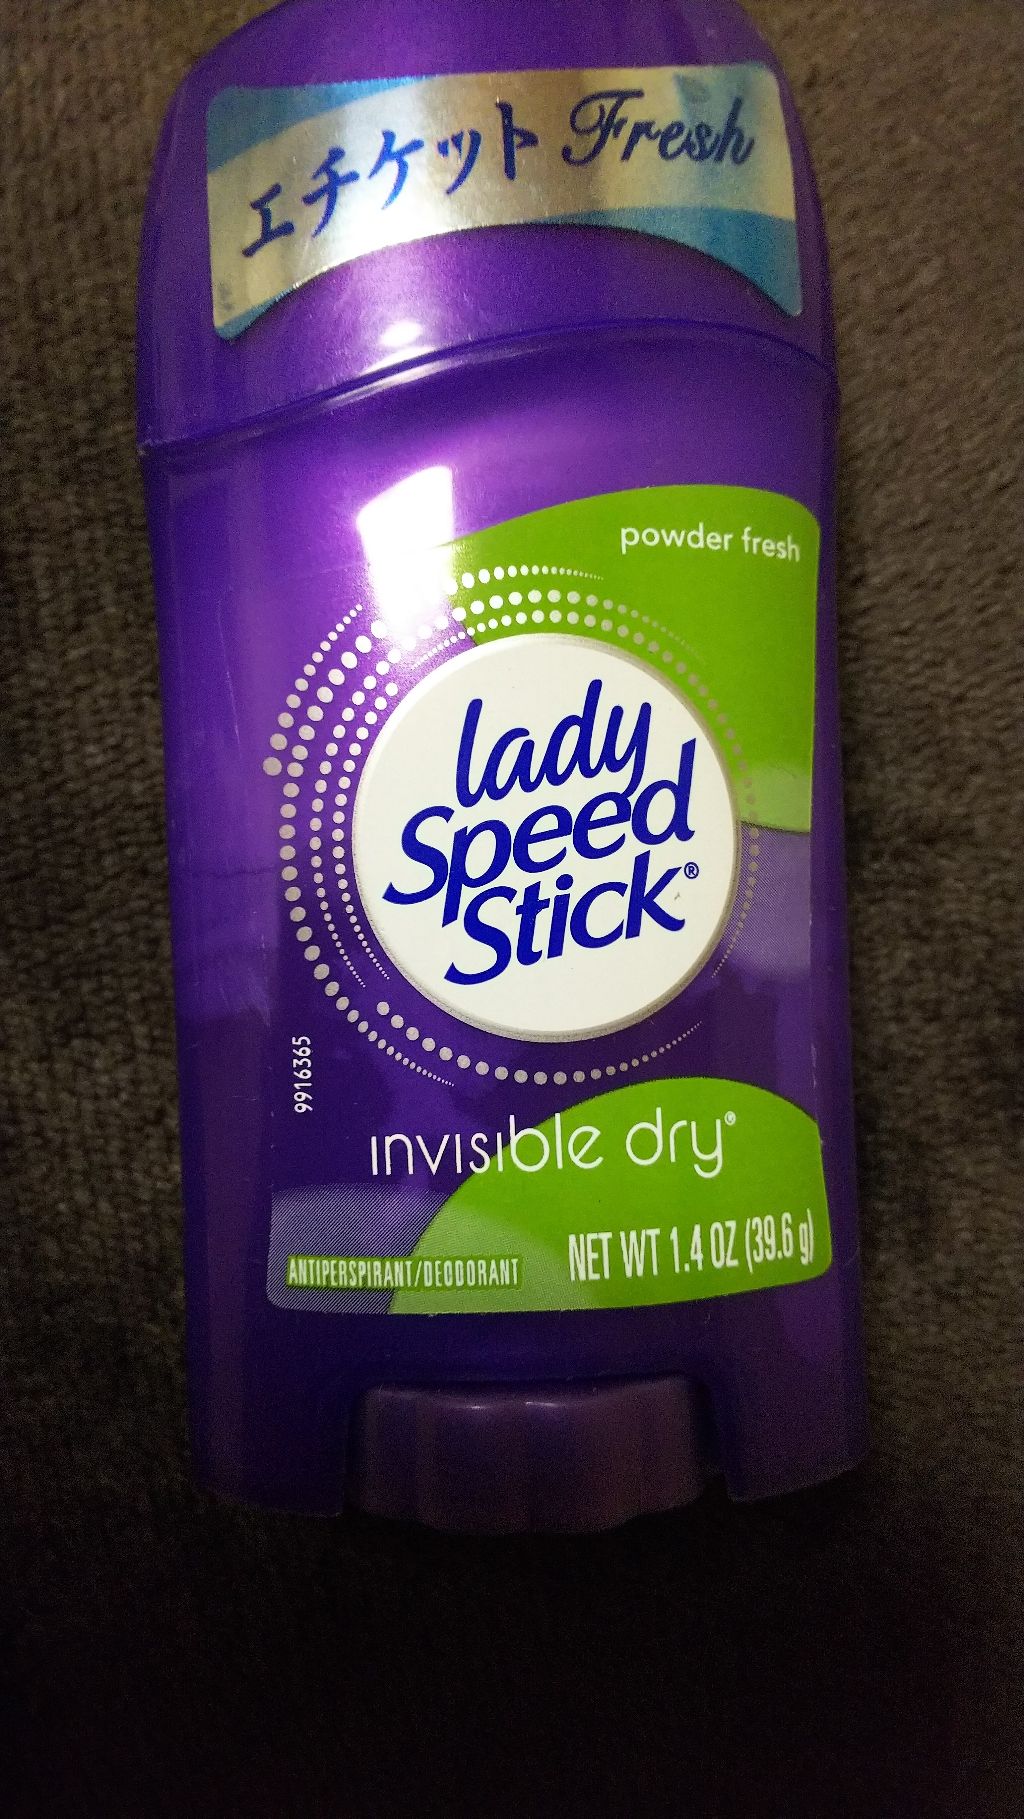 エチケット Fresh
powder fresh
lady
Speed
Stick®
9916365
invisible dry®
ANTIPERSPIRANT/DEODORANT
NET WT 1.4 OZ (39.6 g)